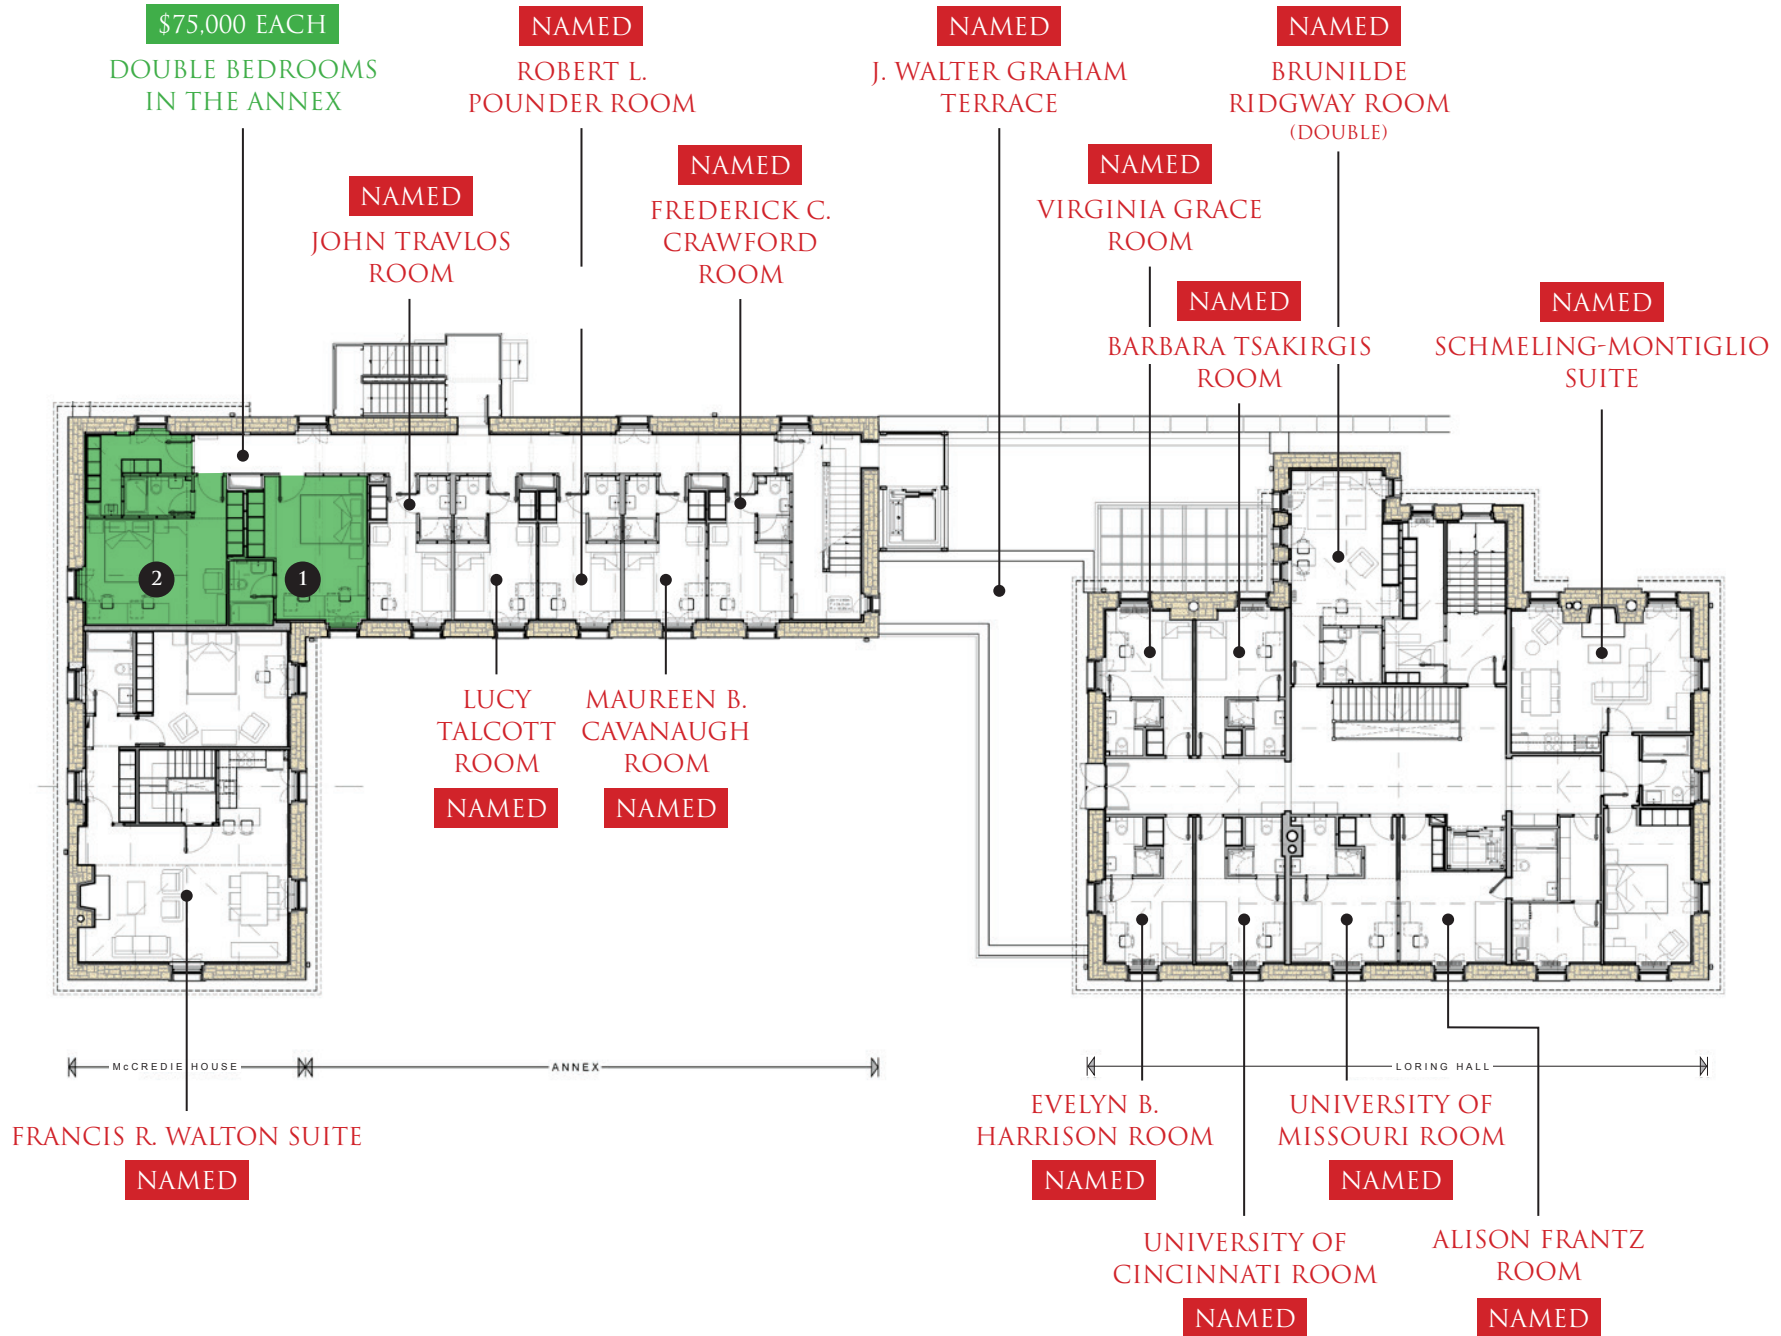 $75,000 EACH
DOUBLE BEDROOMS
IN THE ANNEX
NAMED
ROBERT L.
POUNDER ROOM
NAMED
J. WALTER GRAHAM
TERRACE
NAMED
BRUNILDE
RIDGWAY ROOM
(DOUBLE)
NAMED
JOHN TRAVLOS
ROOM
NAMED
FREDERICK C.
CRAWFORD
ROOM
NAMED
VIRGINIA GRACE
ROOM
NAMED
BARBARA TSAKIRGIS
ROOM
NAMED
SCHMELING-MONTIGLIO
SUITE
2
1
LUCY
TALCOTT
ROOM
NAMED
MAUREEN B.
CAVANAUGH
ROOM
NAMED
McCREDIE HOUSE
ANNEX
LORING HALL
FRANCIS R. WALTON SUITE
NAMED
EVELYN B.
HARRISON ROOM
NAMED
UNIVERSITY OF
MISSOURI ROOM
NAMED
UNIVERSITY OF
CINCINNATI ROOM
NAMED
ALISON FRANTZ
ROOM
NAMED